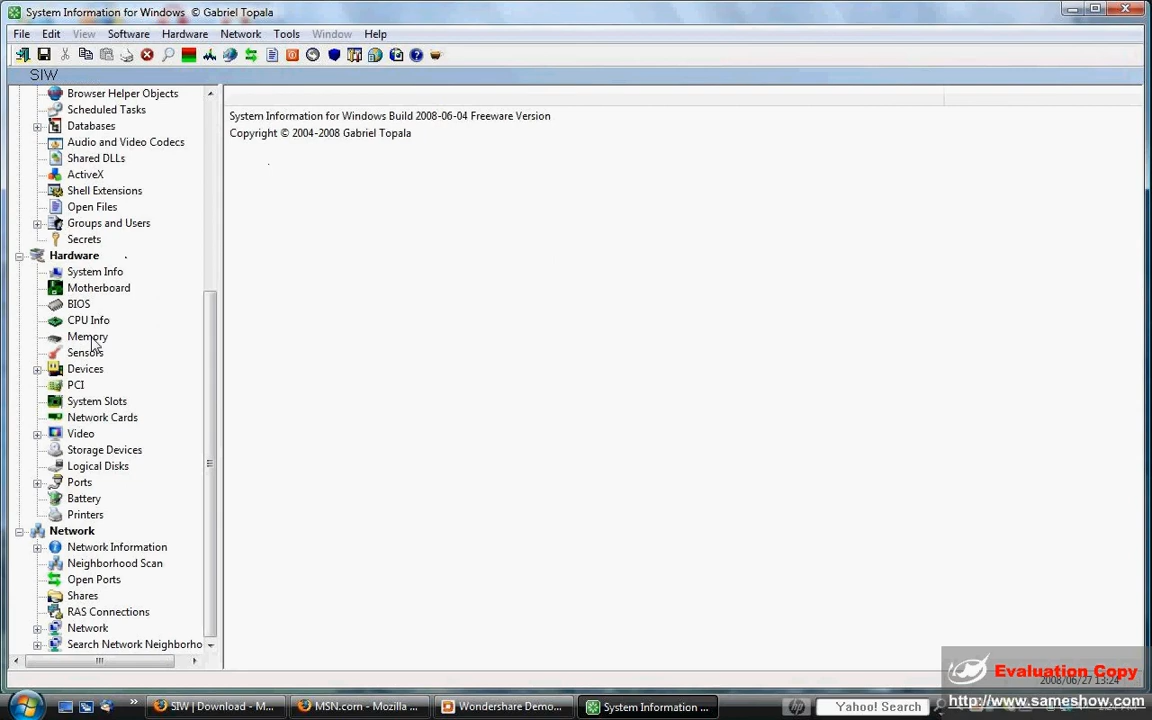 System Information for Windows © Gabriel Topala
File Edit View Software Hardware Network Tools Window Help
SIW
Browser Helper Objects
Scheduled Tasks
Databases
Audio and Video Codecs
Shared DLLs
ActiveX
Shell Extensions
Open Files
Groups and Users
Secrets
Hardware
System Info
Motherboard
BIOS
CPU Info
Memory
Sensors
Devices
PCI
System Slots
Network Cards
Video
Storage Devices
Logical Disks
Ports
Battery
Printers
Network
Network Information
Neighborhood Scan
Open Ports
Shares
RAS Connections
Network
Search Network Neighborho
System Information for Windows Build 2008-06-04 Freeware Version
Copyright © 2004-2008 Gabriel Topala
Evaluation Copy
2008/06/27 13:24
http://www.sameshow.com
SIW | Download - M...
MSN.com - Mozilla ...
Wondershare Demo...
System Information ...
Yahoo! Search